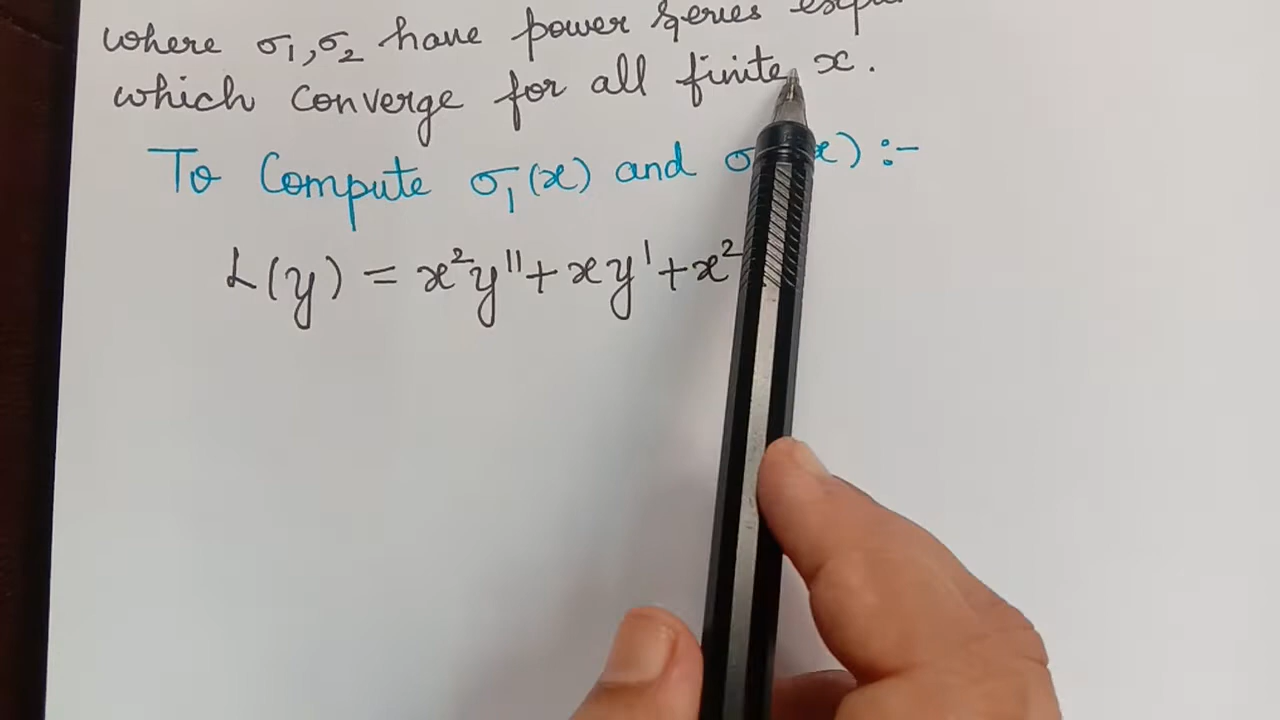 where σ₁, σ₂ have power series
which converge for all finite x.
To Compute σ₁(x) and σ x) :-
L(y) = x²y'' + xy' + x²